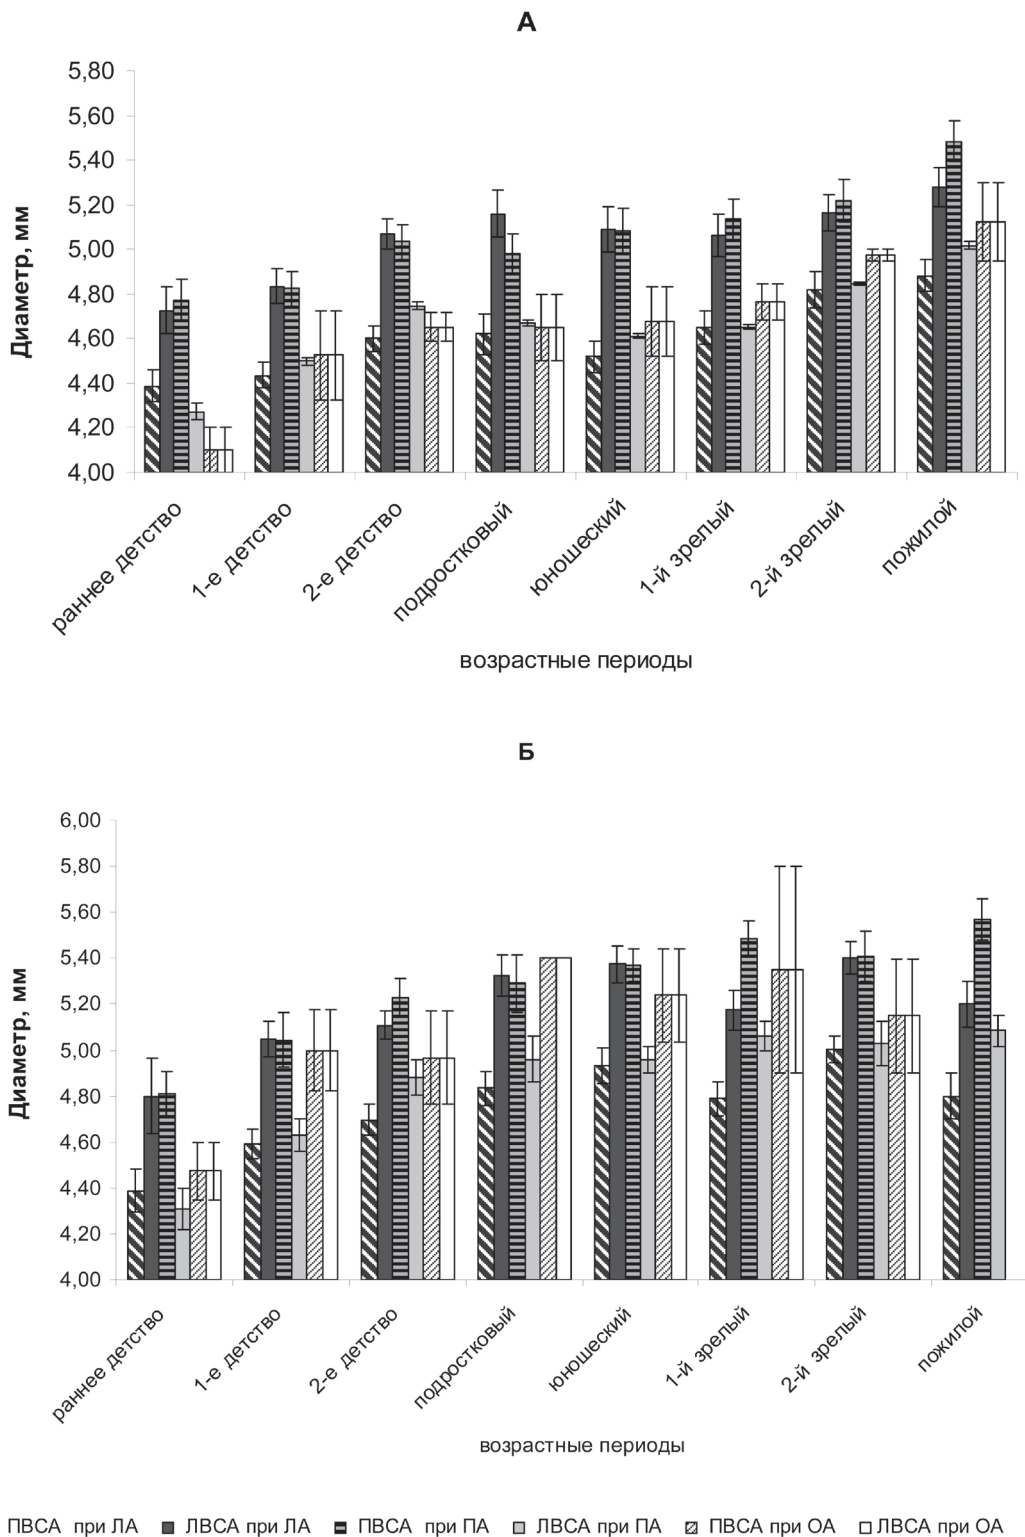 А
5,80
5,60
5,40
5,20
5,00
4,80
4,60
4,40
4,20
4,00
Диаметр, мм
раннее детство
1-е детство
2-е детство
подростковый
юношеский
1-й зрелый
2-й зрелый
пожилой
возрастные периоды
Б
6,00
5,80
5,60
5,40
5,20
5,00
4,80
4,60
4,40
4,20
4,00
Диаметр, мм
раннее детство
1-е детство
2-е детство
подростковый
юношеский
1-й зрелый
2-й зрелый
пожилой
возрастные периоды
ПВСА при ЛА ЛВСА при ЛА ПВСА при ПА ЛВСА при ПА ПВСА при ОА ЛВСА при ОА